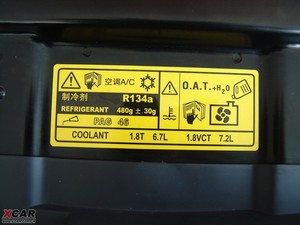 空调A/C
制冷剂 R134a
REFRIGERANT 480g ± 30g
PAG 46
O.A.T.+H₂O
COOLANT 1.8T 6.7L 1.8VCT 7.2L
XCAR